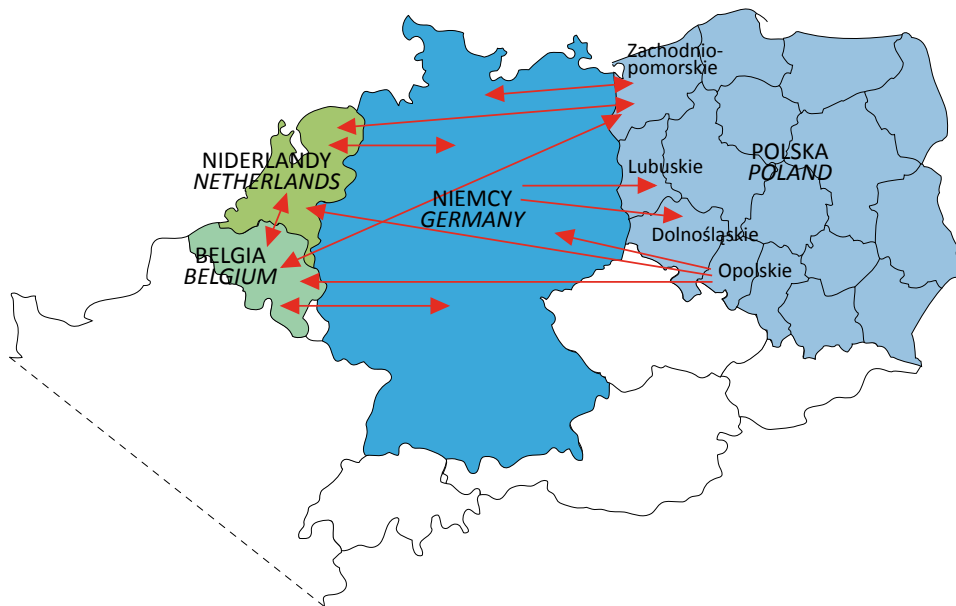 Zachodnio-
pomorskie
NIDERLANDY
NETHERLANDS
Lubuskie
POLSKA
POLAND
NIEMCY
GERMANY
Dolnośląskie
BELGIA
BELGIUM
Opolskie